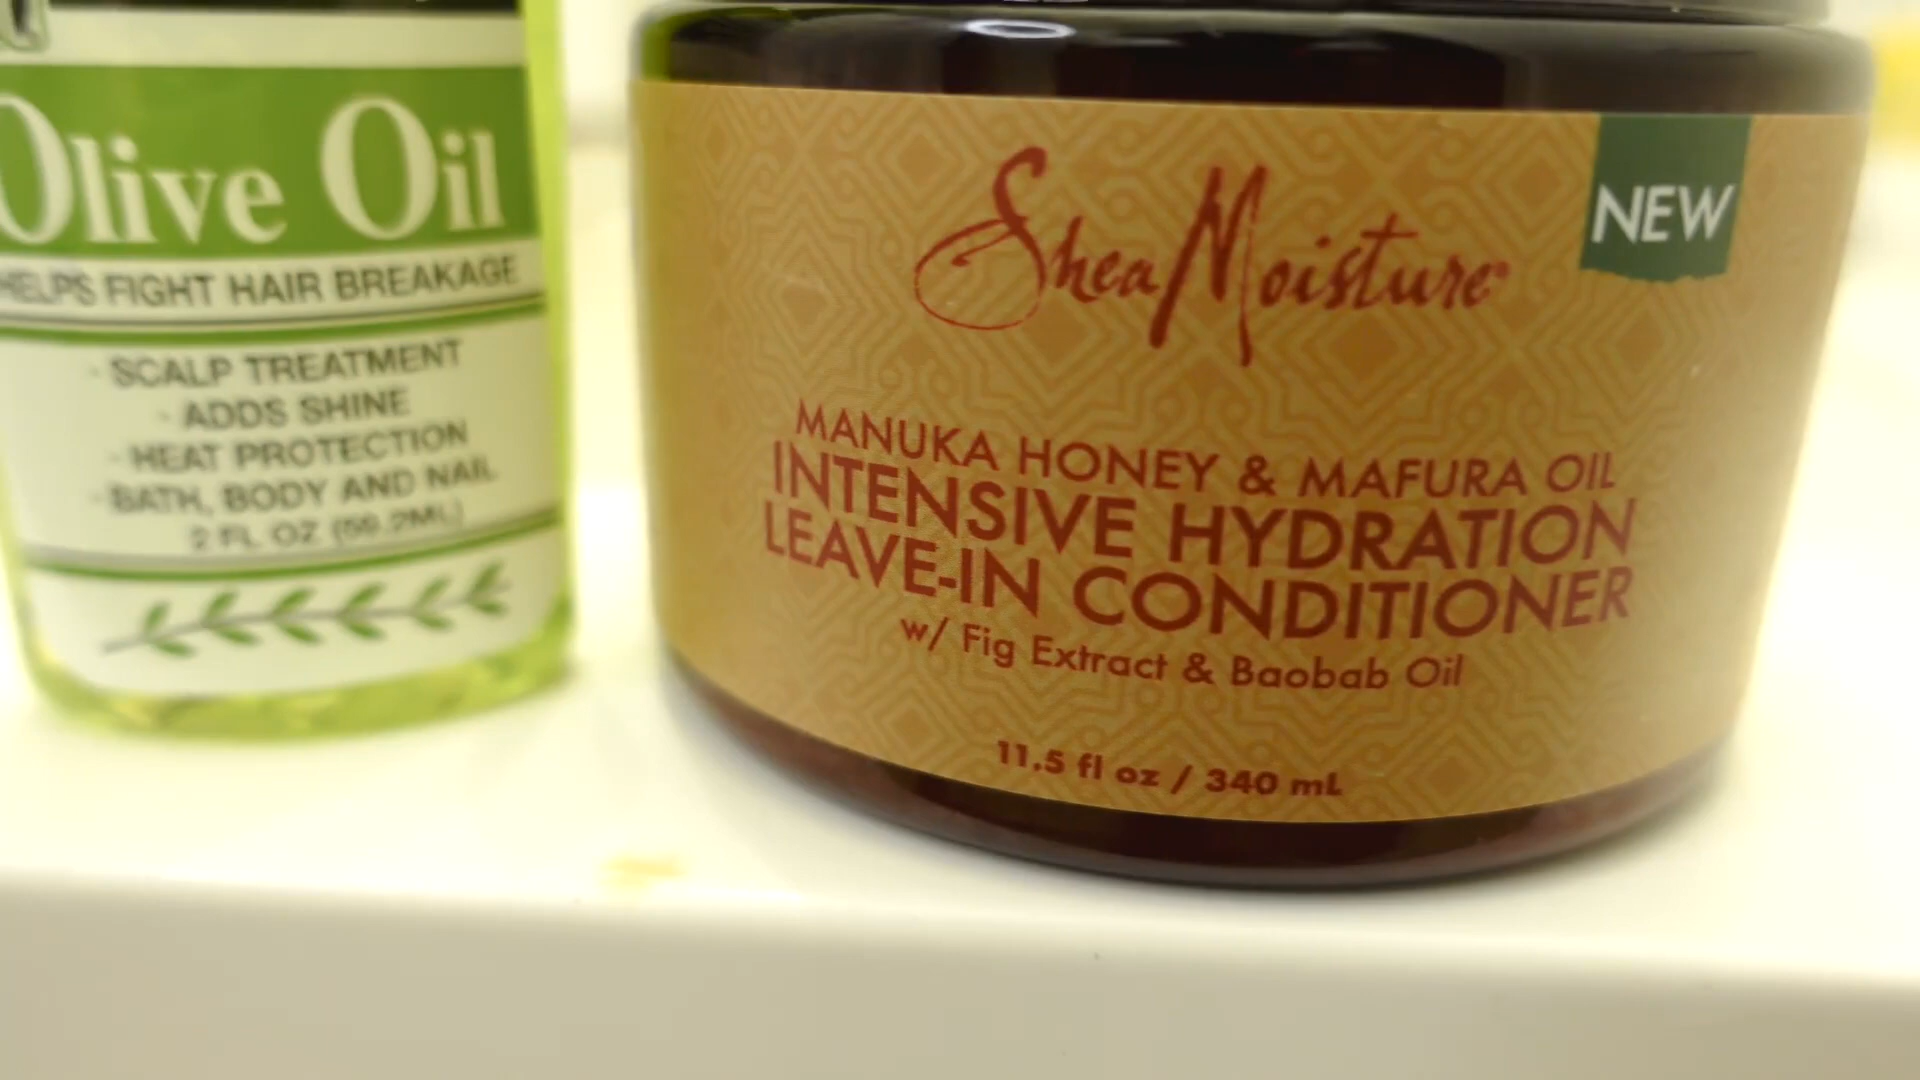 Olive Oil
HELPS FIGHT HAIR BREAKAGE
· SCALP TREATMENT
· ADDS SHINE
· HEAT PROTECTION
· BATH, BODY AND NAIL
2 FL OZ (59.2ML)
SheaMoisture
NEW
MANUKA HONEY & MAFURA OIL
INTENSIVE HYDRATION
LEAVE-IN CONDITIONER
w/ Fig Extract & Baobab Oil
11.5 fl oz / 340 mL